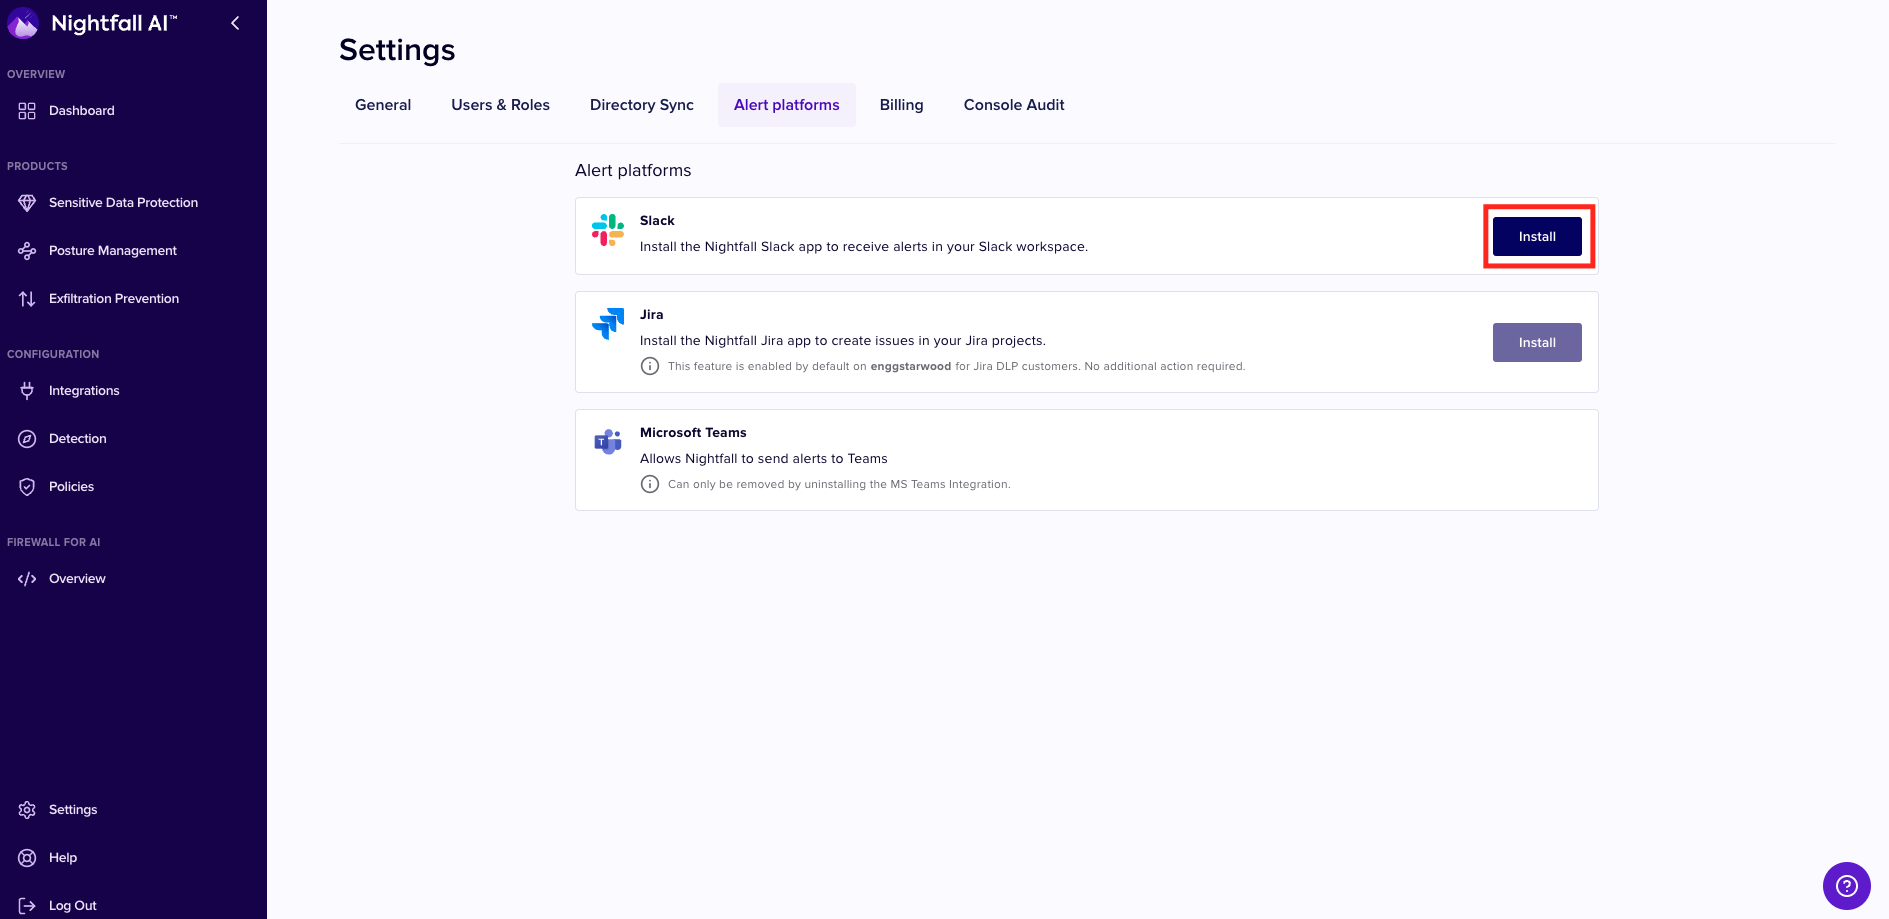 Nightfall AI™
OVERVIEW
Dashboard
PRODUCTS
Sensitive Data Protection
Posture Management
Exfiltration Prevention
CONFIGURATION
Integrations
Detection
Policies
FIREWALL FOR AI
Overview
Settings
Help
Log Out
Settings
General Users & Roles Directory Sync Alert platforms Billing Console Audit
Alert platforms
Slack
Install the Nightfall Slack app to receive alerts in your Slack workspace.
Install
Jira
Install the Nightfall Jira app to create issues in your Jira projects.
This feature is enabled by default on enggstarwood for Jira DLP customers. No additional action required.
Install
Microsoft Teams
Allows Nightfall to send alerts to Teams
Can only be removed by uninstalling the MS Teams Integration.